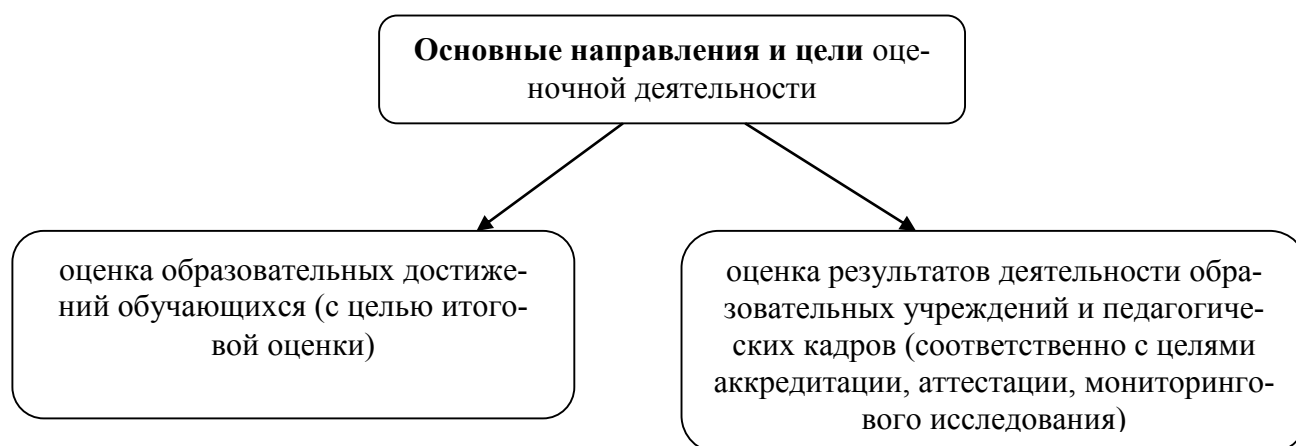 Основные направления и цели оце-
ночной деятельности
оценка образовательных достиже-
ний обучающихся (с целью итого-
вой оценки)
оценка результатов деятельности обра-
зовательных учреждений и педагогиче-
ских кадров (соответственно с целями
аккредитации, аттестации, мониторинго-
вого исследования)